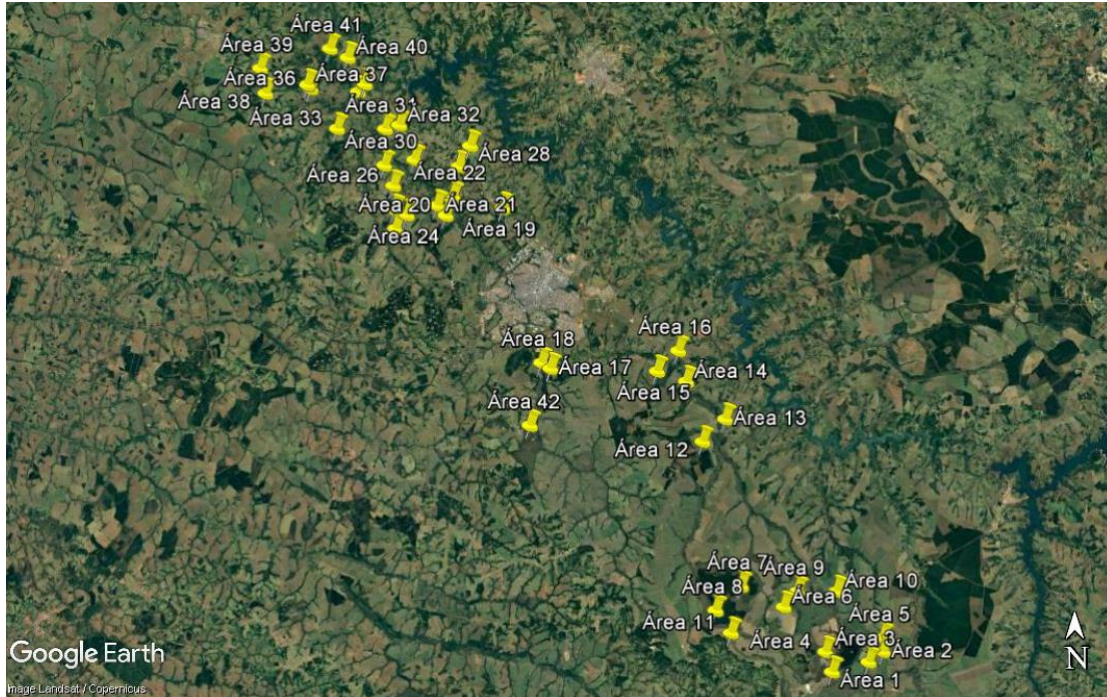 Área 41
Área 39
Área 40
Área 36
Área 37
Área 38
Área 31
Área 32
Área 33
Área 30
Área 28
Área 22
Área 26
Área 20
Área 21
Área 19
Área 24
Área 16
Área 18
Área 17
Área 14
Área 15
Área 42
Área 13
Área 12
Área 7
Área 9
Área 10
Área 8
Área 6
Área 11
Área 5
Área 4
Área 3
Área 2
Área 1
Google Earth
Image Landsat / Copernicus
N